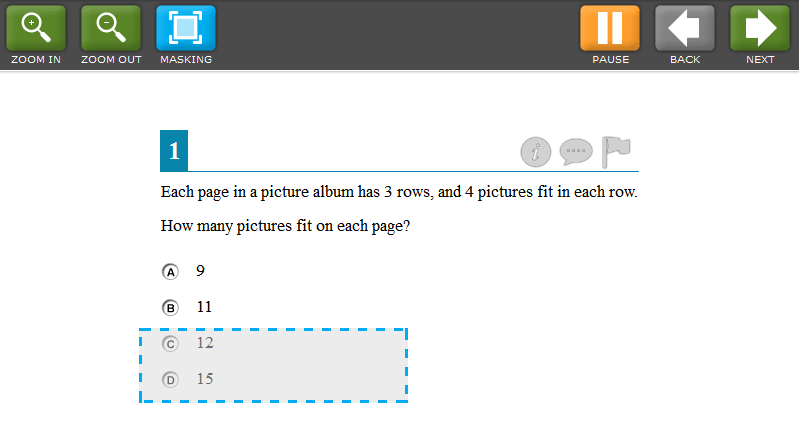 ZOOM IN ZOOM OUT MASKING PAUSE BACK NEXT
1
i
Each page in a picture album has 3 rows, and 4 pictures fit in each row.
How many pictures fit on each page?
A 9
B 11
C 12
D 15